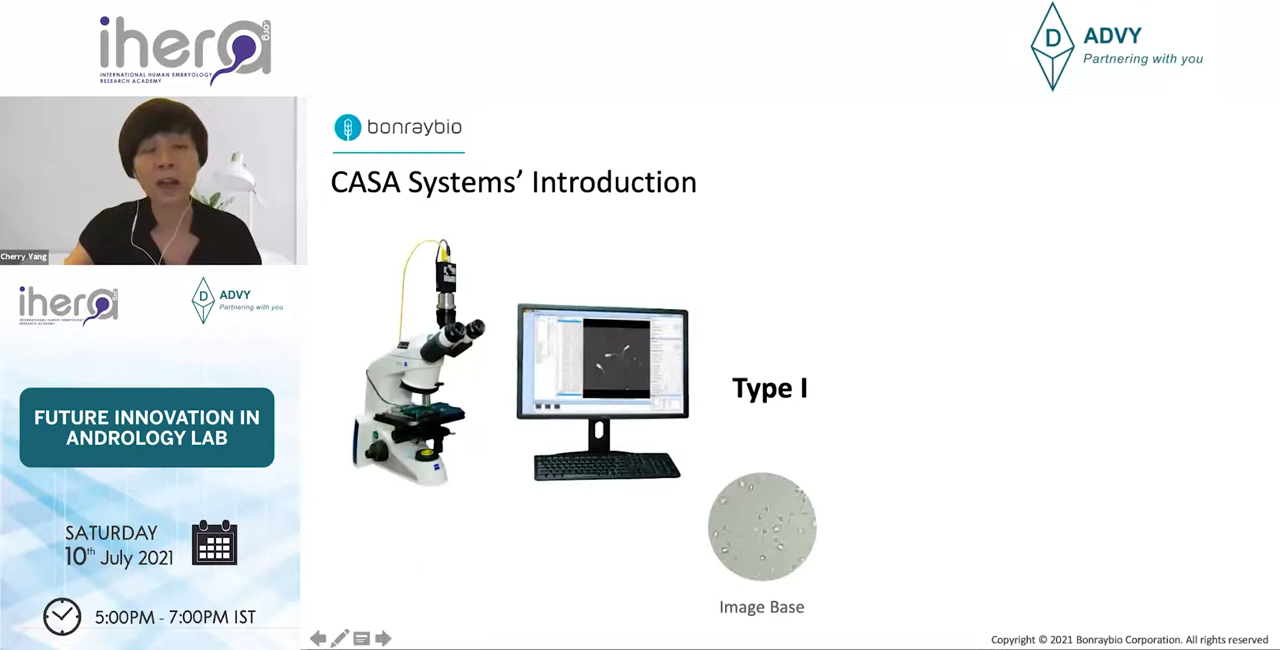 ihera.org
INTERNATIONAL HUMAN EMBRYOLOGY
RESEARCH ACADEMY
D
ADVY
Partnering with you
Cherry Yang
bonraybio
CASA Systems’ Introduction
Type I
Image Base
ihera.org
D
ADVY
Partnering with you
FUTURE INNOVATION IN
ANDROLOGY LAB
SATURDAY
10th July 2021
5:00PM - 7:00PM IST
Copyright © 2021 Bonraybio Corporation. All rights reserved